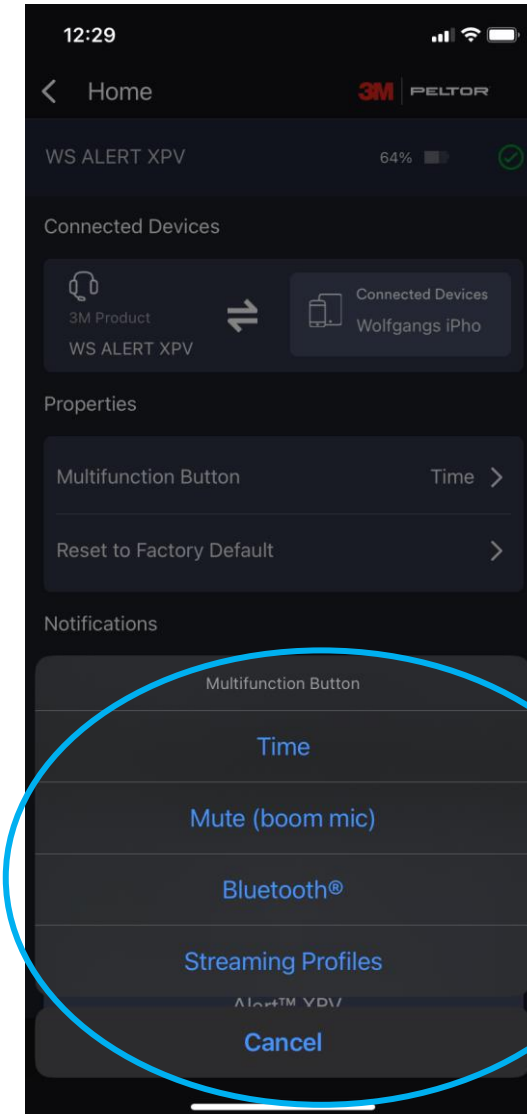 12:29
Home
3M PELTOR
WS ALERT XPV 64%
Connected Devices
3M Product
WS ALERT XPV
Connected Devices
Wolfgangs iPho
Properties
Multifunction Button Time
Reset to Factory Default
Notifications
Multifunction Button
Time
Mute (boom mic)
Bluetooth®
Streaming Profiles
Alert™ XPV
Cancel